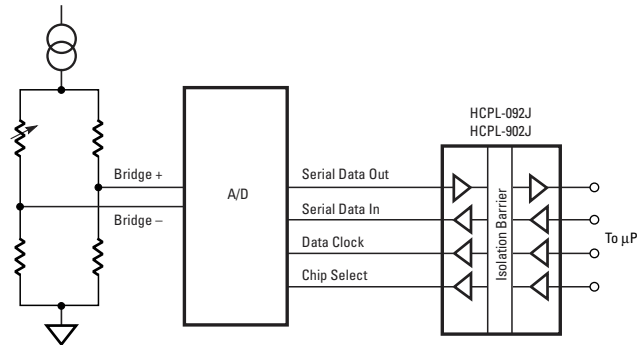 HCPL-092J
HCPL-902J
Bridge +
Bridge –
A/D
Serial Data Out
Serial Data In
Data Clock
Chip Select
Isolation Barrier
To μP